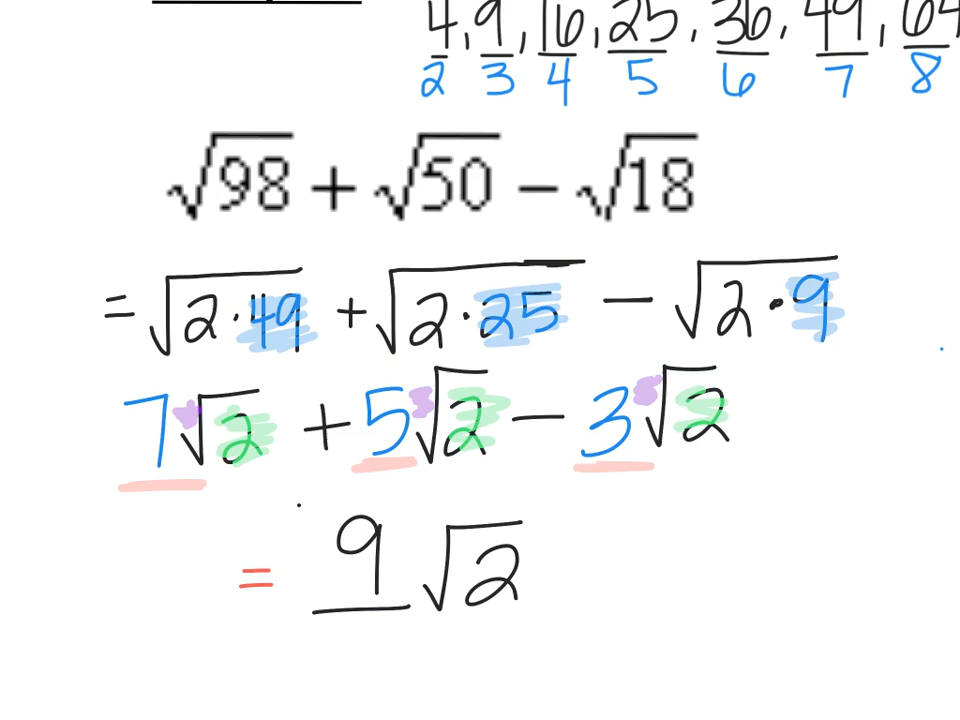 4, 9, 16, 25, 36, 49, 64
2 3 4 5 6 7 8
√98 + √50 − √18
= √2·49 + √2·25 − √2·9
7√2 + 5√2 − 3√2
= 9√2